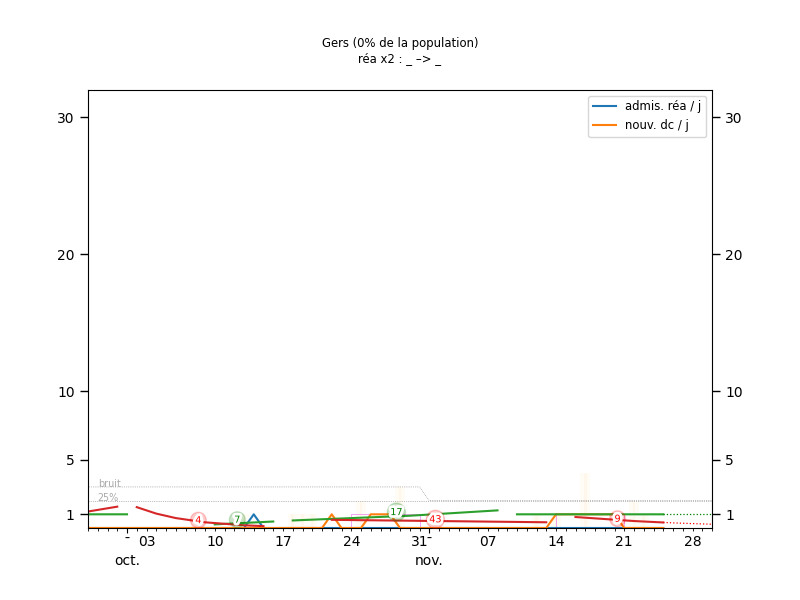 Gers (0% de la population)
réa x2 : _ –> _
admis. réa / j
nouv. dc / j
30 30
20 20
10 10
5 5
bruit
25%
1 1
4 7 17 43 9
- 03 10 17 24 31 07 14 21 28
oct. nov.